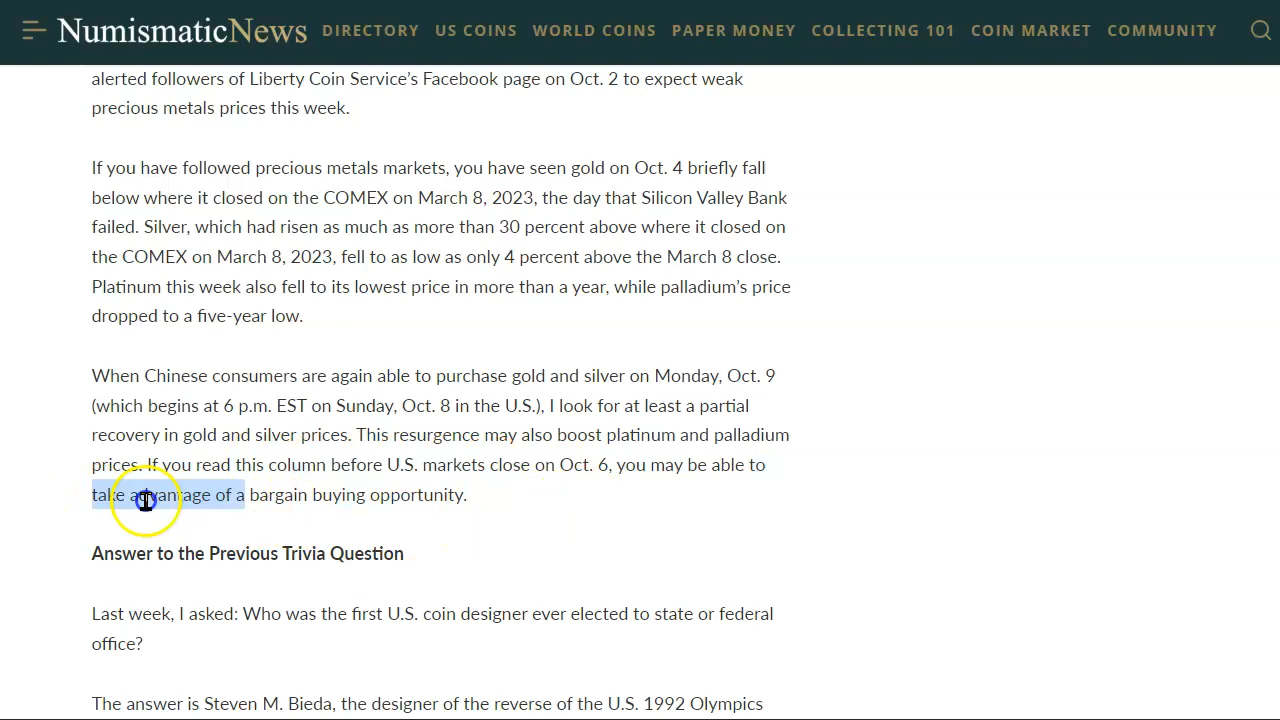 NumismaticNews DIRECTORY US COINS WORLD COINS PAPER MONEY COLLECTING 101 COIN MARKET COMMUNITY
alerted followers of Liberty Coin Service’s Facebook page on Oct. 2 to expect weak
precious metals prices this week.
If you have followed precious metals markets, you have seen gold on Oct. 4 briefly fall
below where it closed on the COMEX on March 8, 2023, the day that Silicon Valley Bank
failed. Silver, which had risen as much as more than 30 percent above where it closed on
the COMEX on March 8, 2023, fell to as low as only 4 percent above the March 8 close.
Platinum this week also fell to its lowest price in more than a year, while palladium’s price
dropped to a five-year low.
When Chinese consumers are again able to purchase gold and silver on Monday, Oct. 9
(which begins at 6 p.m. EST on Sunday, Oct. 8 in the U.S.), I look for at least a partial
recovery in gold and silver prices. This resurgence may also boost platinum and palladium
prices. If you read this column before U.S. markets close on Oct. 6, you may be able to
take advantage of a bargain buying opportunity.
Answer to the Previous Trivia Question
Last week, I asked: Who was the first U.S. coin designer ever elected to state or federal
office?
The answer is Steven M. Bieda, the designer of the reverse of the U.S. 1992 Olympics